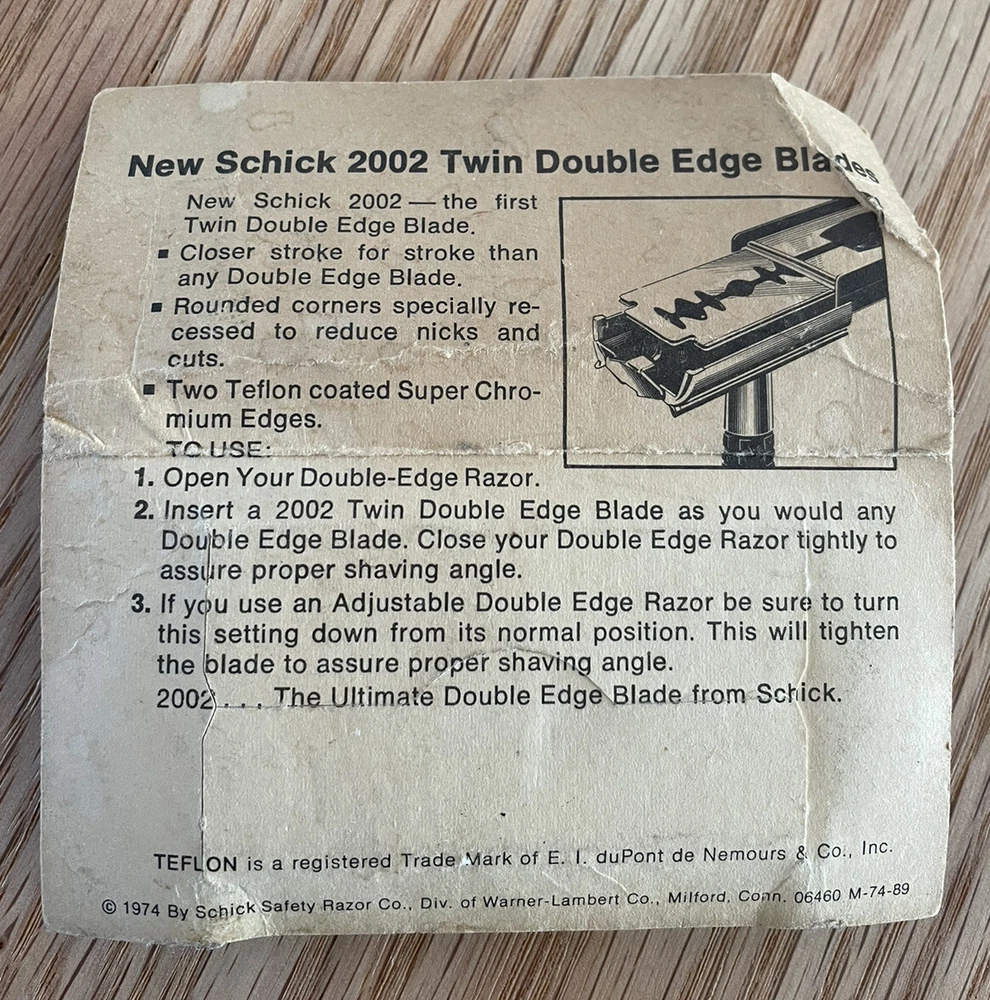 New Schick 2002 Twin Double Edge Blades
New Schick 2002 — the first
Twin Double Edge Blade.
▪ Closer stroke for stroke than
any Double Edge Blade.
▪ Rounded corners specially re-
cessed to reduce nicks and
cuts.
▪ Two Teflon coated Super Chro-
mium Edges.
TO USE:
1. Open Your Double-Edge Razor.
2. Insert a 2002 Twin Double Edge Blade as you would any
Double Edge Blade. Close your Double Edge Razor tightly to
assure proper shaving angle.
3. If you use an Adjustable Double Edge Razor be sure to turn
this setting down from its normal position. This will tighten
the blade to assure proper shaving angle.
2002 . . . The Ultimate Double Edge Blade from Schick.
TEFLON is a registered Trade Mark of E. I. duPont de Nemours & Co., Inc.
© 1974 By Schick Safety Razor Co., Div. of Warner-Lambert Co., Milford, Conn. 06460 M-74-89